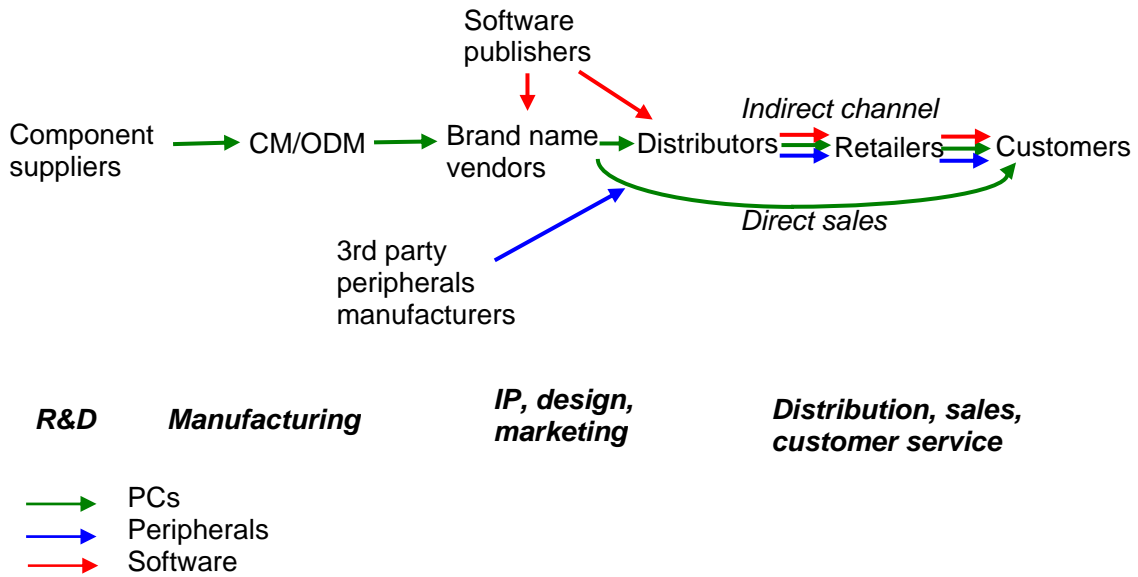 Software
publishers
Indirect channel
Component
suppliers
CM/ODM
Brand name
vendors
Distributors
Retailers
Customers
Direct sales
3rd party
peripherals
manufacturers
R&D
Manufacturing
IP, design,
marketing
Distribution, sales,
customer service
PCs
Peripherals
Software